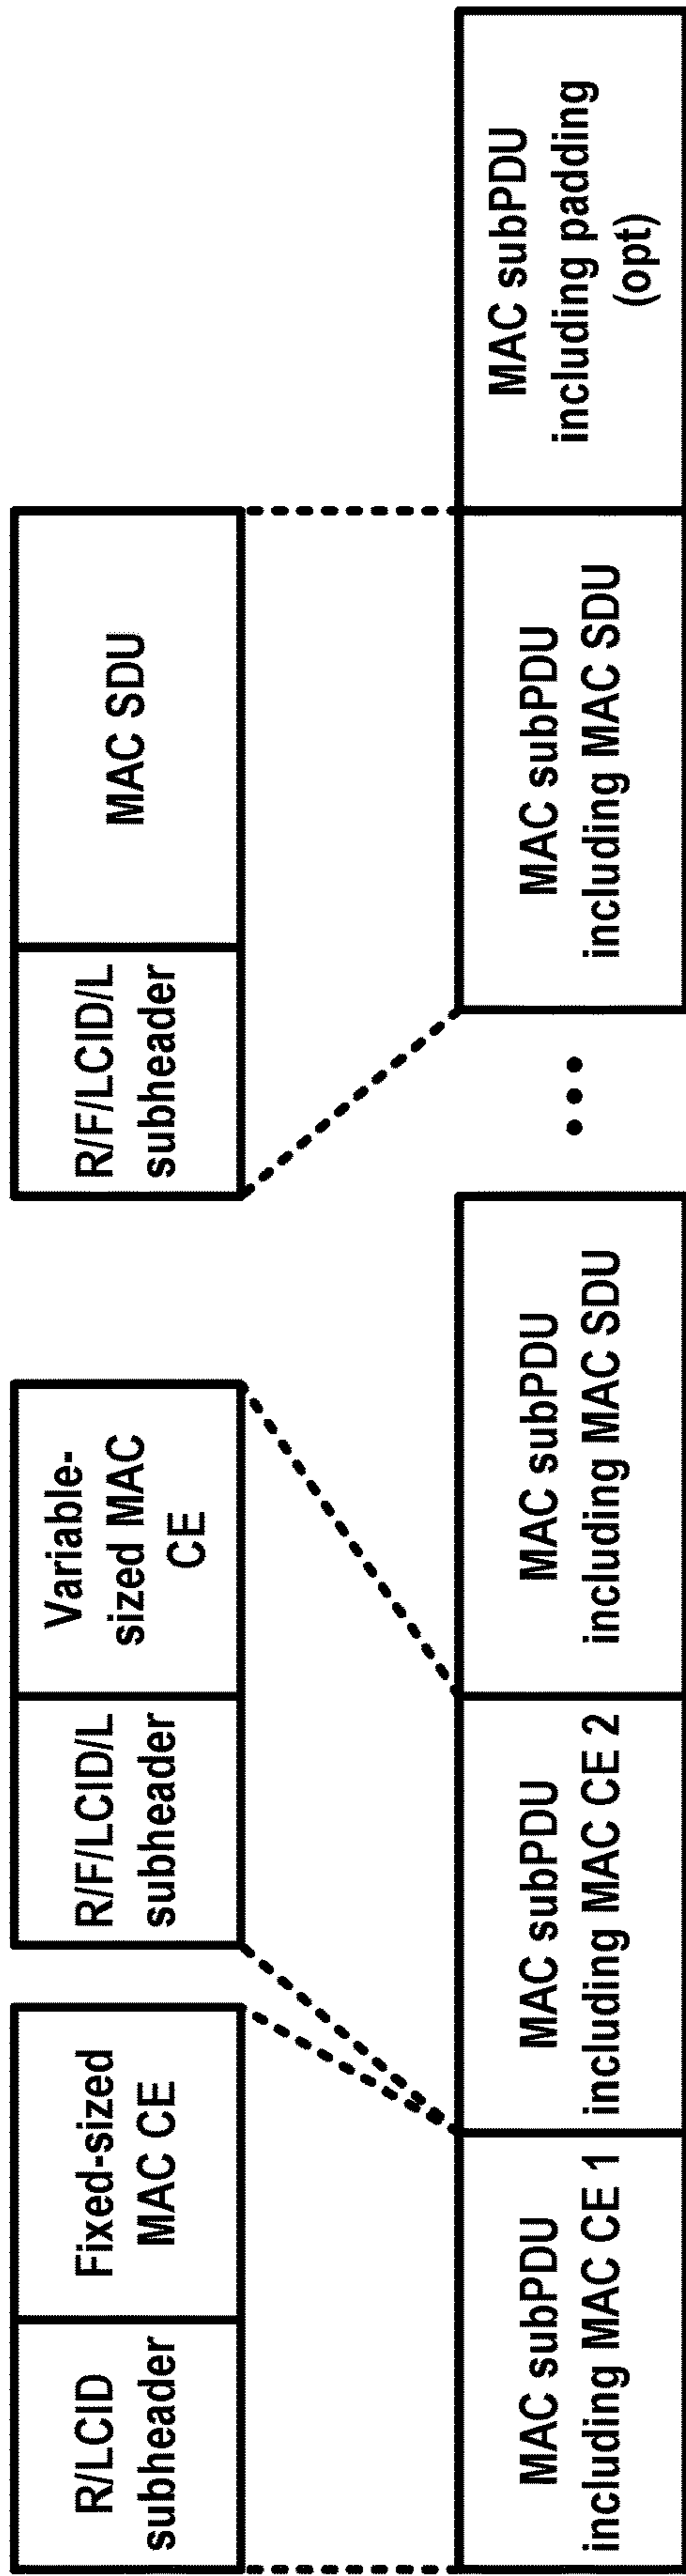 R/LCID
subheader
Fixed-sized
MAC CE
R/F/LCID/L
subheader
Variable-
sized MAC
CE
R/F/LCID/L
subheader
MAC SDU
MAC subPDU
including MAC CE 1
MAC subPDU
including MAC CE 2
MAC subPDU
including MAC SDU
•••
MAC subPDU
including MAC SDU
MAC subPDU
including padding
(opt)